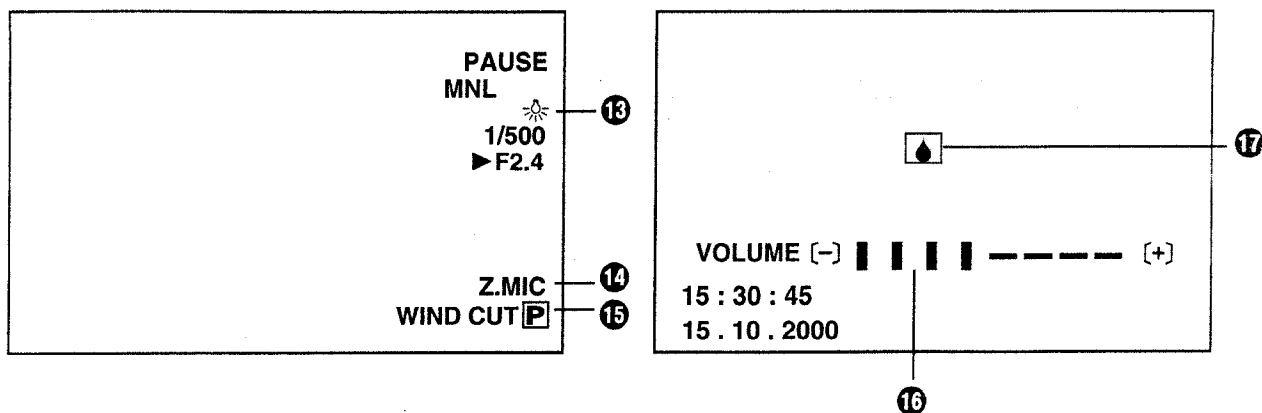 PAUSE
MNL
13
1/500
▶F2.4
Z.MIC 14
WIND CUT P 15
17
VOLUME [−] [+]
15 : 30 : 45
15 . 10 . 2000
16